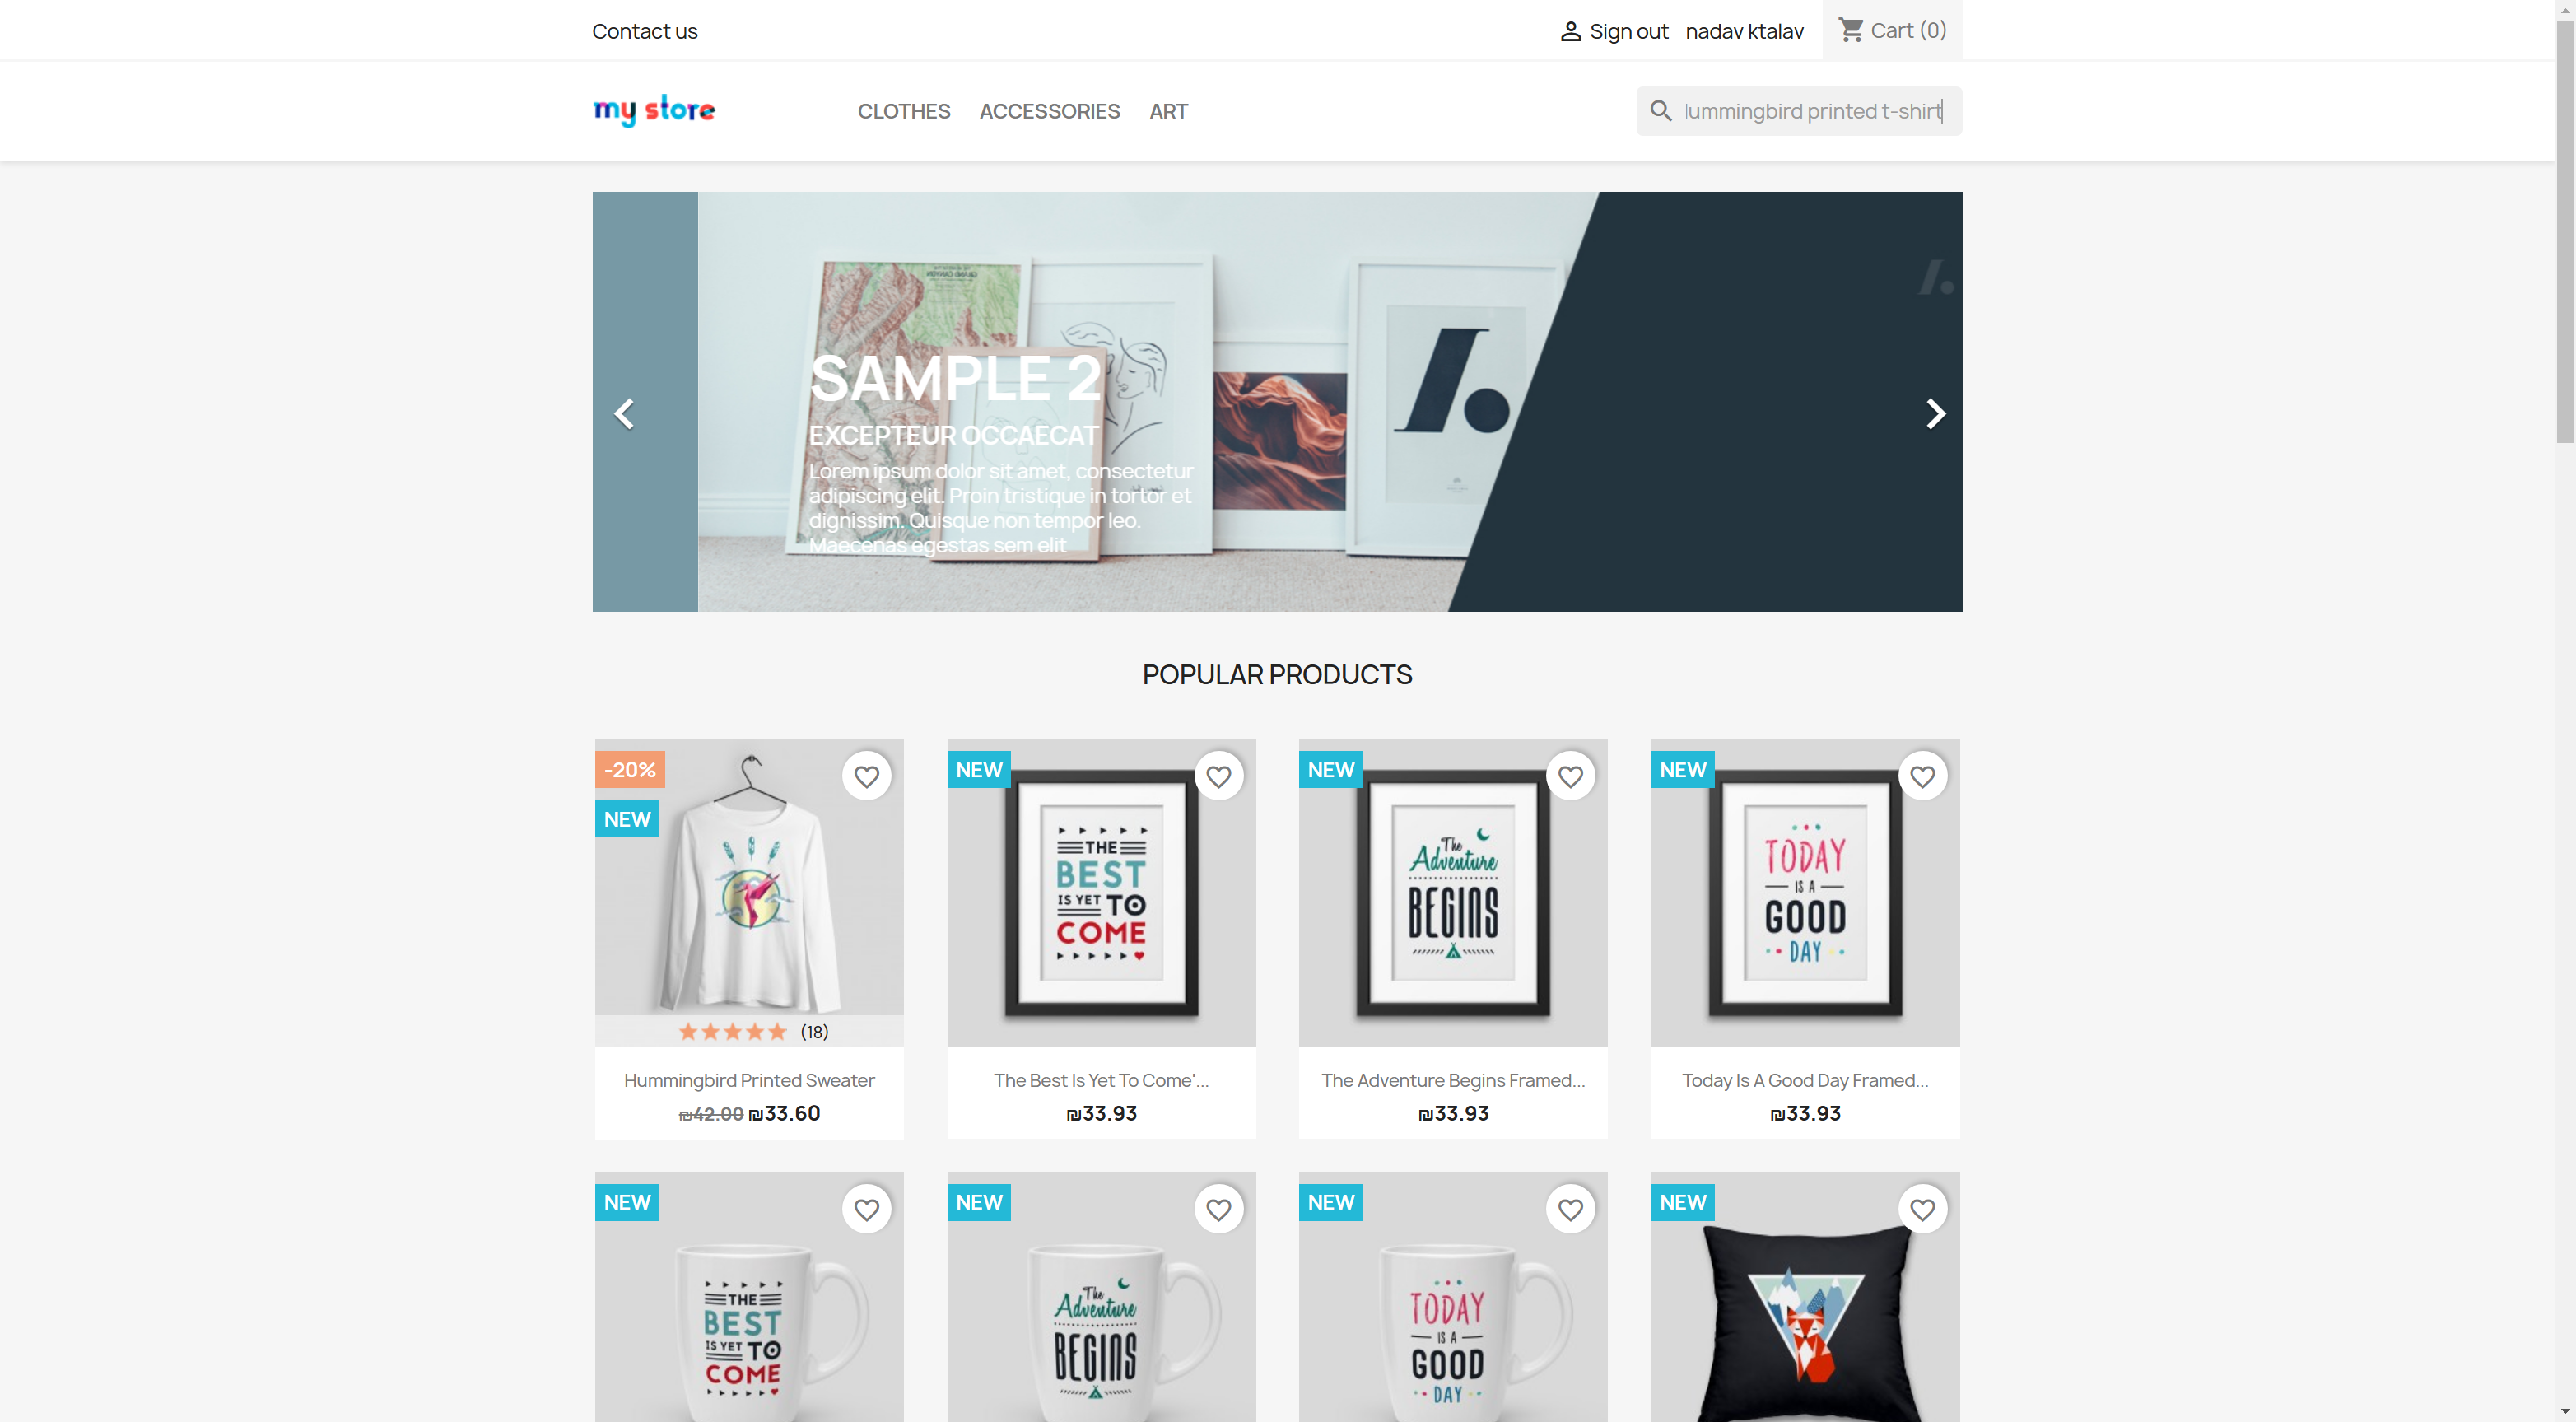 Contact us
Sign out nadav ktalav Cart (0)
my store
CLOTHES ACCESSORIES ART
ummingbird printed t-shirt
SAMPLE 2
EXCEPTEUR OCCAECAT
Lorem ipsum dolor sit amet, consectetur
adipiscing elit. Proin tristique in tortor et
dignissim. Quisque non tempor leo.
Maecenas egestas sem elit
POPULAR PRODUCTS
-20%
NEW
(18)
Hummingbird Printed Sweater
₪42.00 ₪33.60
NEW
THE
BEST
IS YET TO
COME
The Best Is Yet To Come'...
₪33.93
NEW
The
Adventure
BEGINS
The Adventure Begins Framed...
₪33.93
NEW
TODAY
IS A
GOOD
DAY
Today Is A Good Day Framed...
₪33.93
NEW
THE
BEST
IS YET TO
COME
NEW
The
Adventure
BEGINS
NEW
TODAY
IS A
GOOD
DAY
NEW